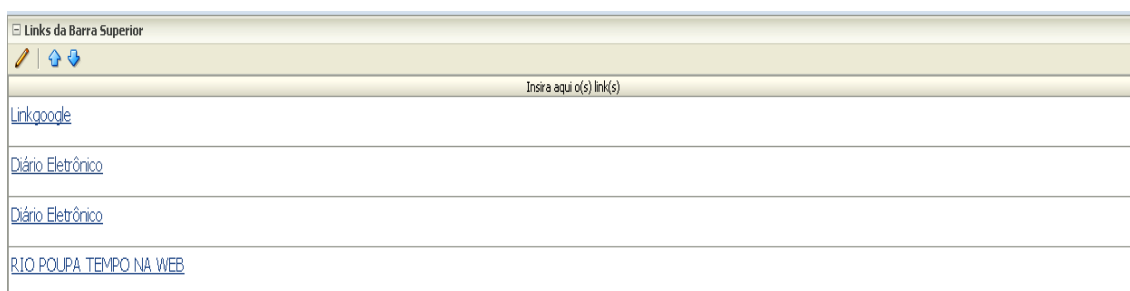 Links da Barra Superior
Insira aqui o(s) link(s)
Linkgoogle
Diário Eletrônico
Diário Eletrônico
RIO POUPA TEMPO NA WEB